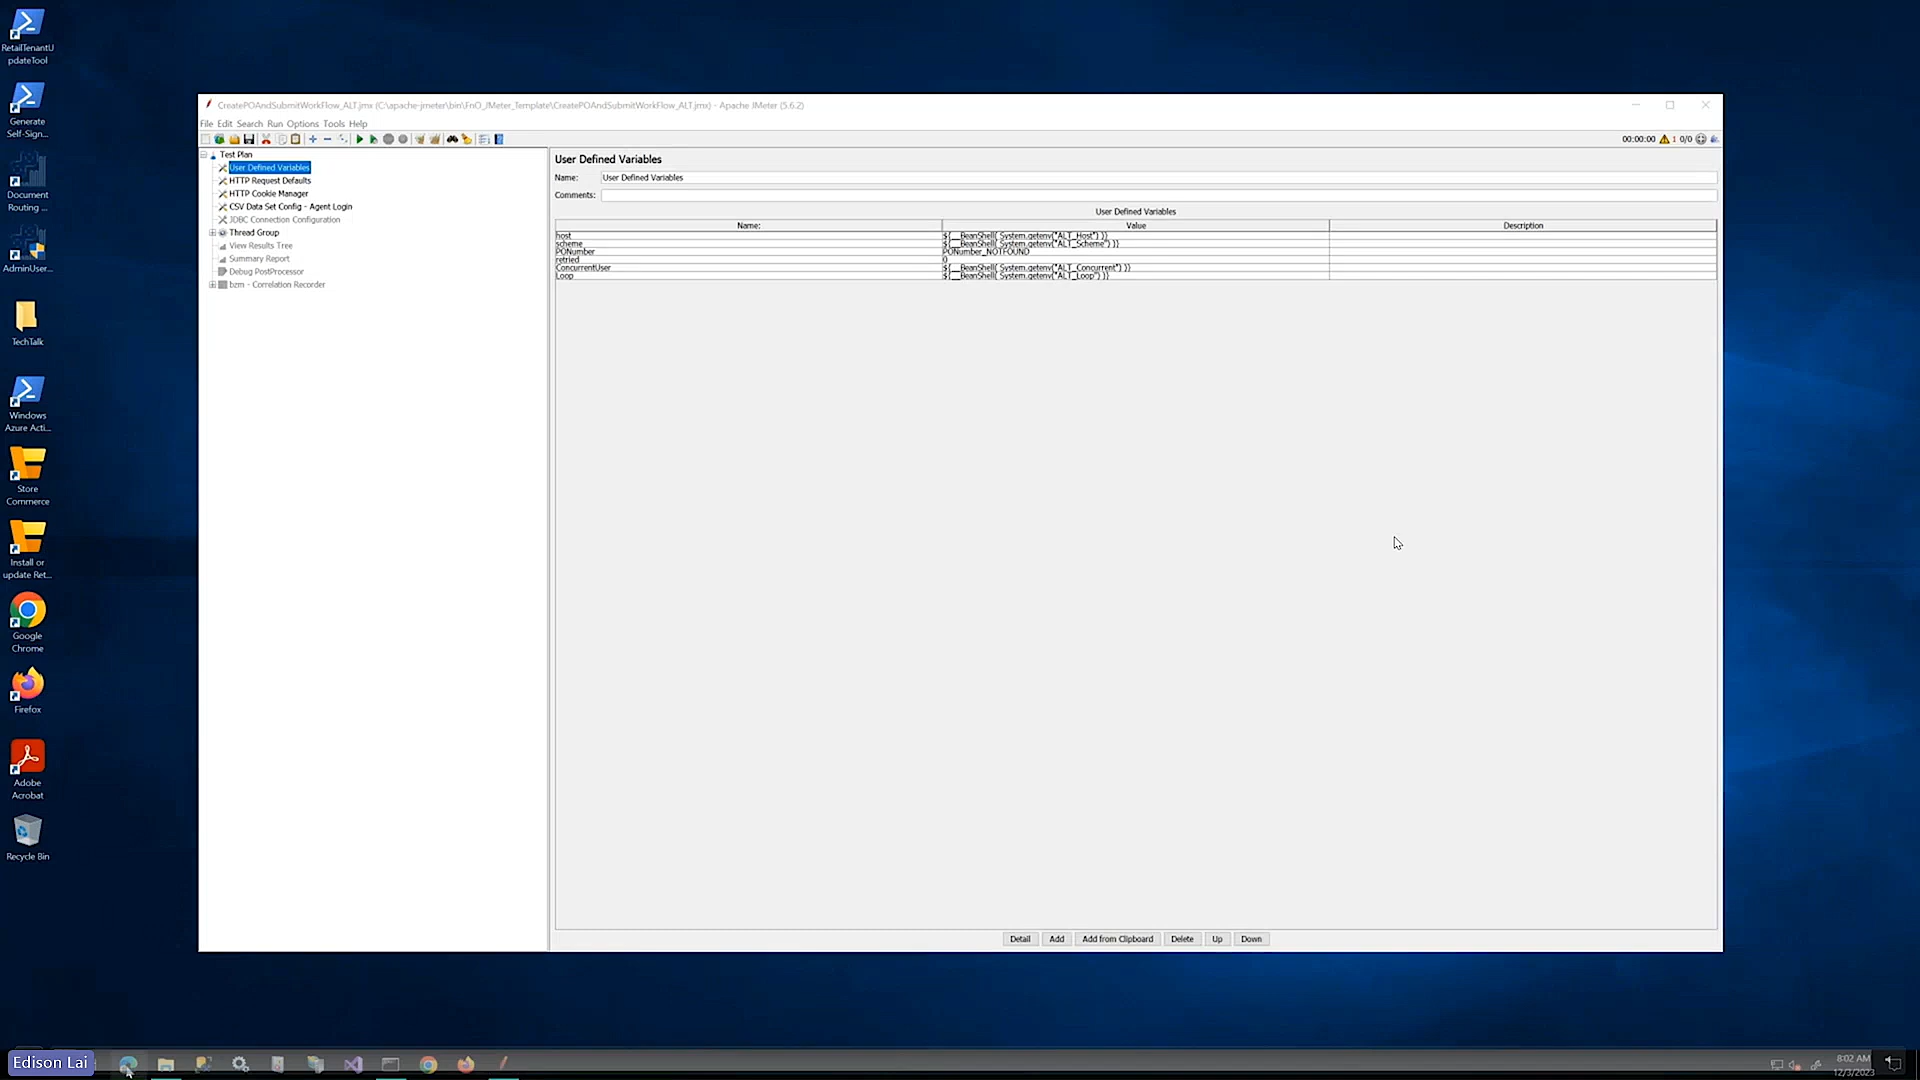 RetailTenantU
pdateTool
Generate
Self-Sign...
Document
Routing ...
AdminUser...
TechTalk
Windows
Azure Acti...
Store
Commerce
Install or
update Ret...
Google
Chrome
Firefox
Adobe
Acrobat
Recycle Bin
CreatePOAndSubmitWorkFlow_ALT.jmx (C:\apache-jmeter\bin\FnO_JMeter_Template\CreatePOAndSubmitWorkFlow_ALT.jmx) - Apache JMeter (5.6.2)
File Edit Search Run Options Tools Help
00:00:00 1 0/0
Test Plan
User Defined Variables
HTTP Request Defaults
HTTP Cookie Manager
CSV Data Set Config - Agent Login
JDBC Connection Configuration
Thread Group
View Results Tree
Summary Report
Debug PostProcessor
bzm - Correlation Recorder
User Defined Variables
Name: User Defined Variables
Comments:
User Defined Variables
Name: Value Description
host ${__BeanShell( System.getenv("ALT_Host") )}
scheme ${__BeanShell( System.getenv("ALT_Scheme") )}
PONumber PONumber_NOTFOUND
retried 0
ConcurrentUser ${__BeanShell( System.getenv("ALT_Concurrent") )}
Loop ${__BeanShell( System.getenv("ALT_Loop") )}
Detail Add Add from Clipboard Delete Up Down
Edison Lai
8:02 AM
12/3/2023